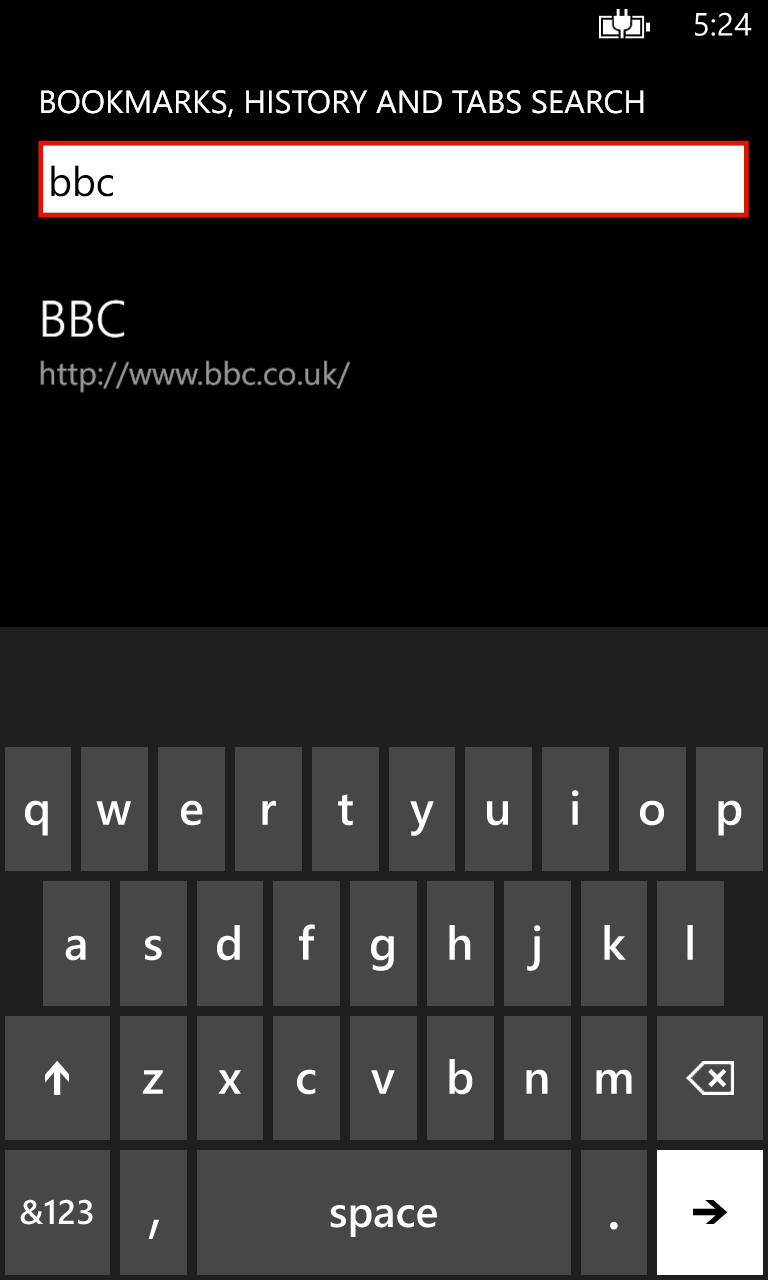 5:24
BOOKMARKS, HISTORY AND TABS SEARCH
bbc
BBC
http://www.bbc.co.uk/
q w e r t y u i o p
a s d f g h j k l
z x c v b n m
&123 , space .